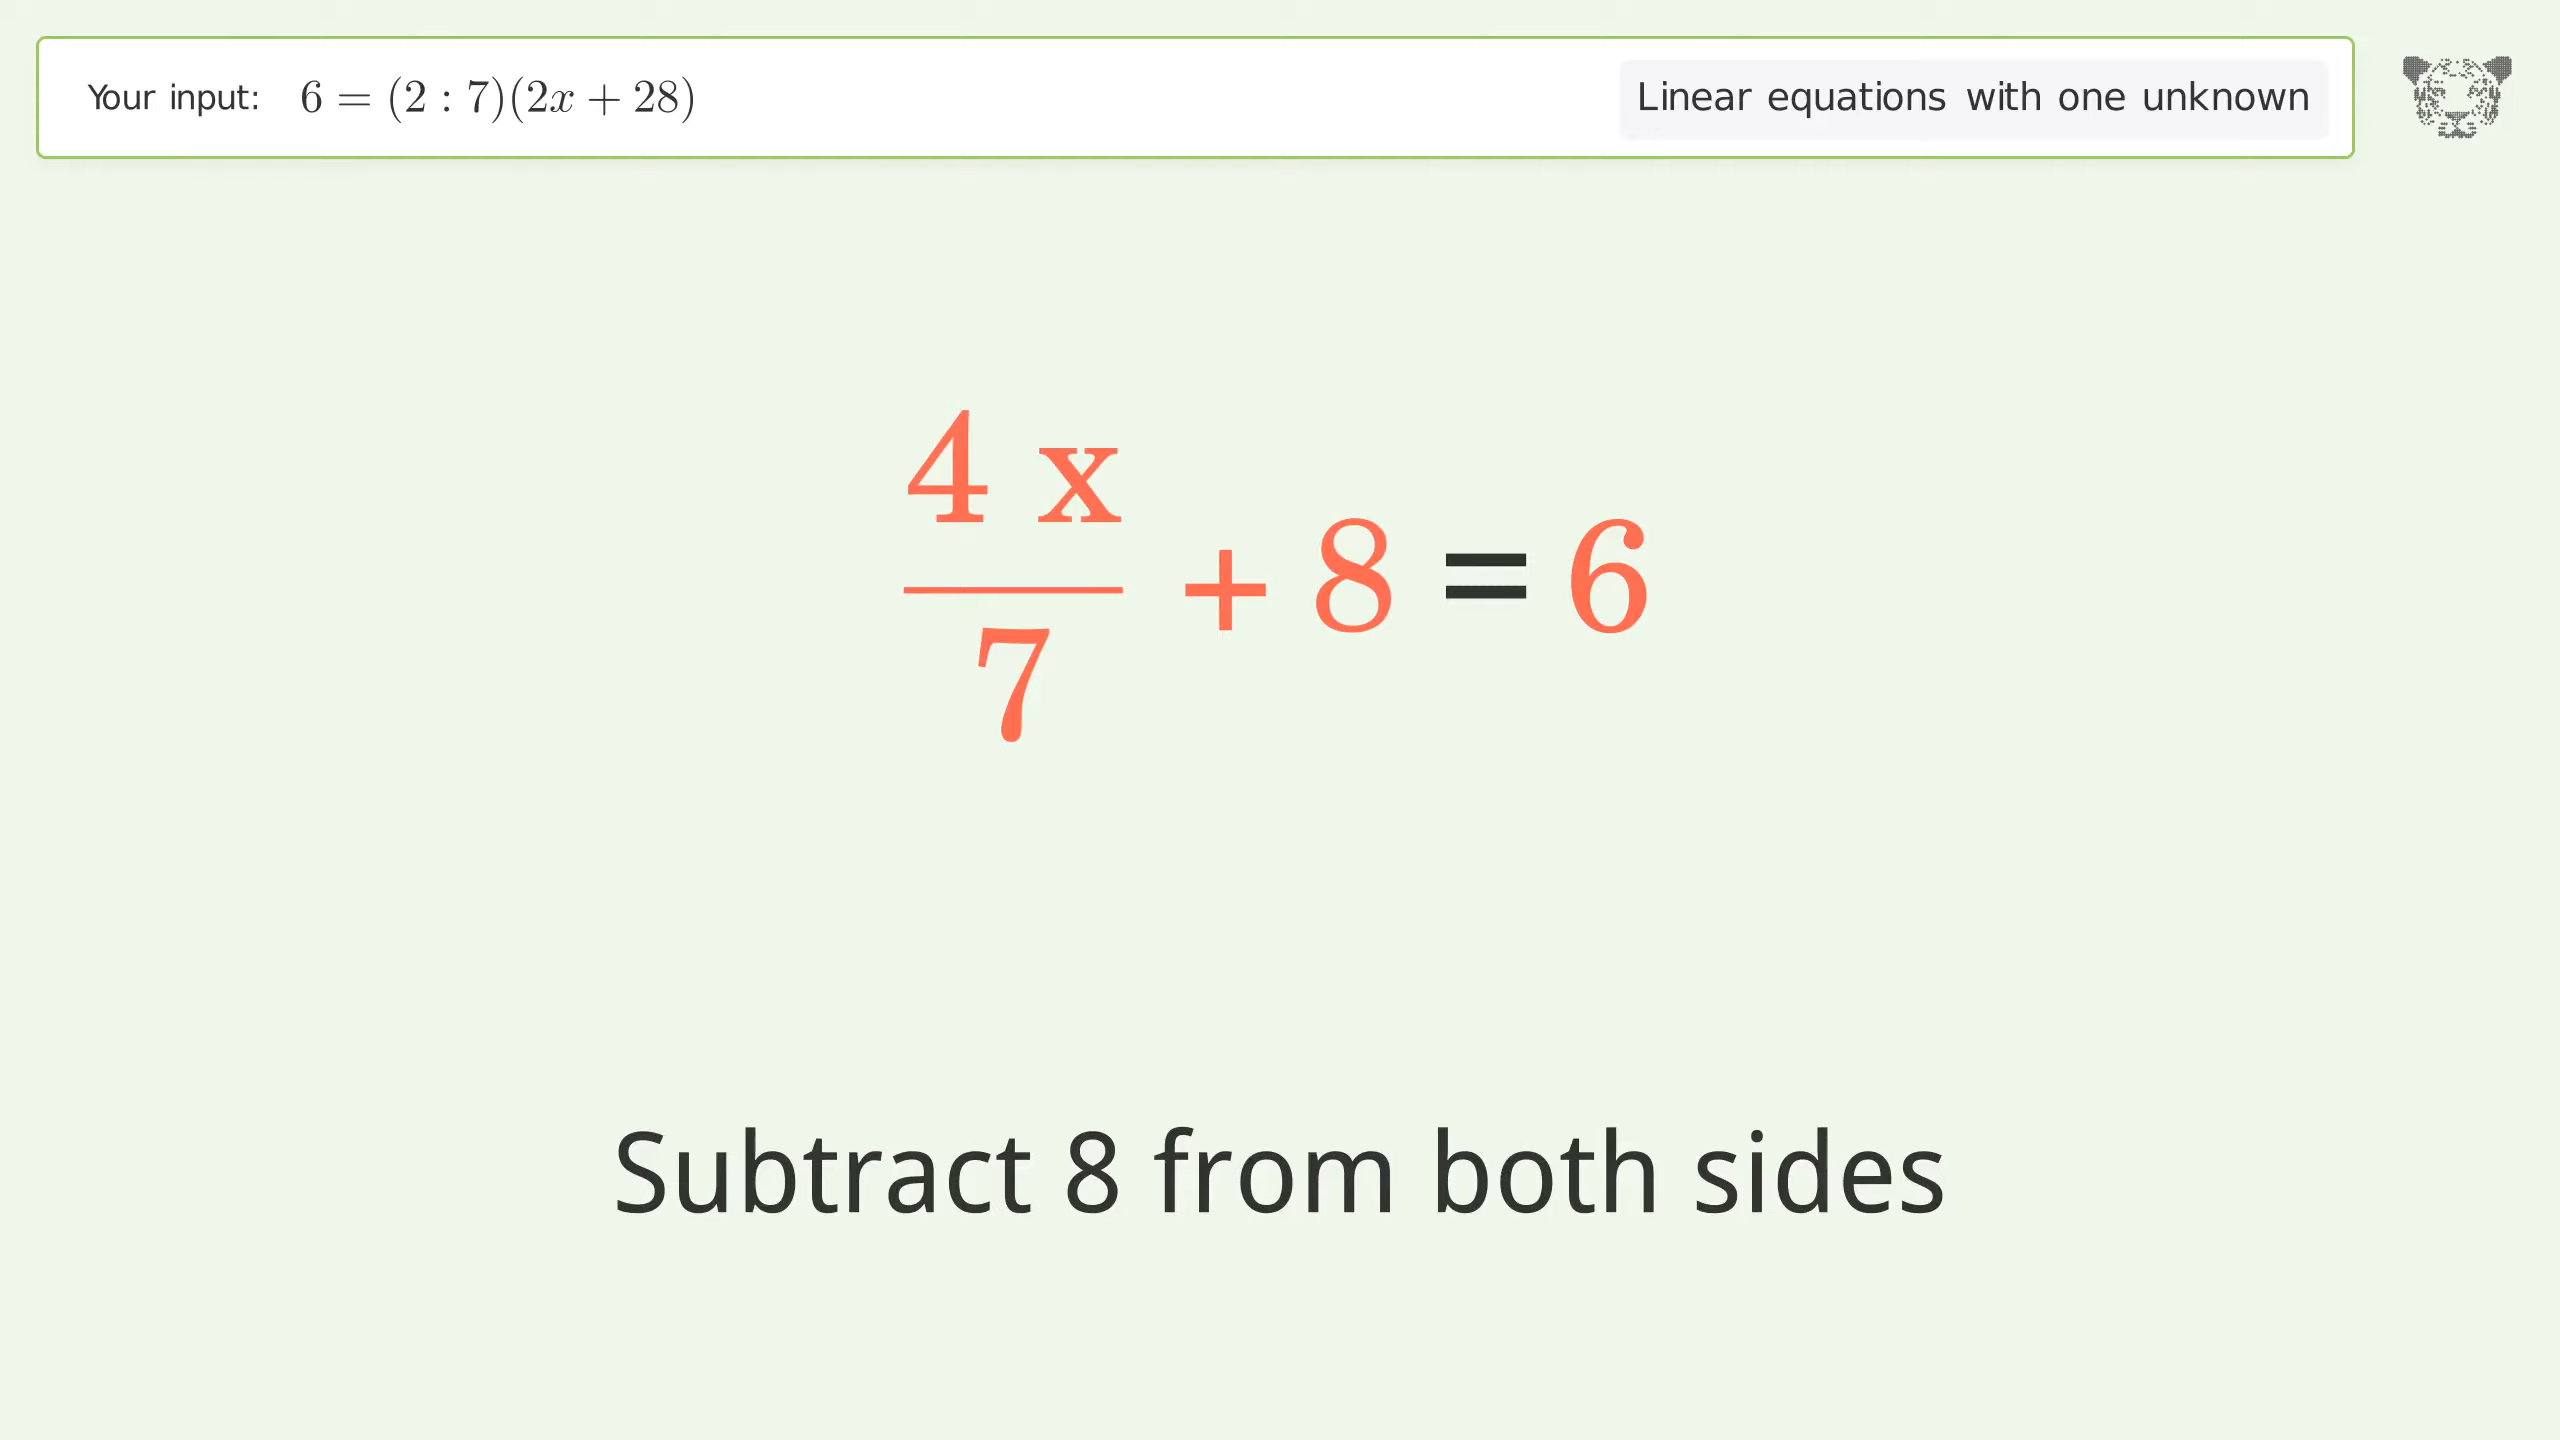 Your input: 6 = (2 : 7)(2x + 28)
Linear equations with one unknown
4 x
7
+ 8 = 6
Subtract 8 from both sides